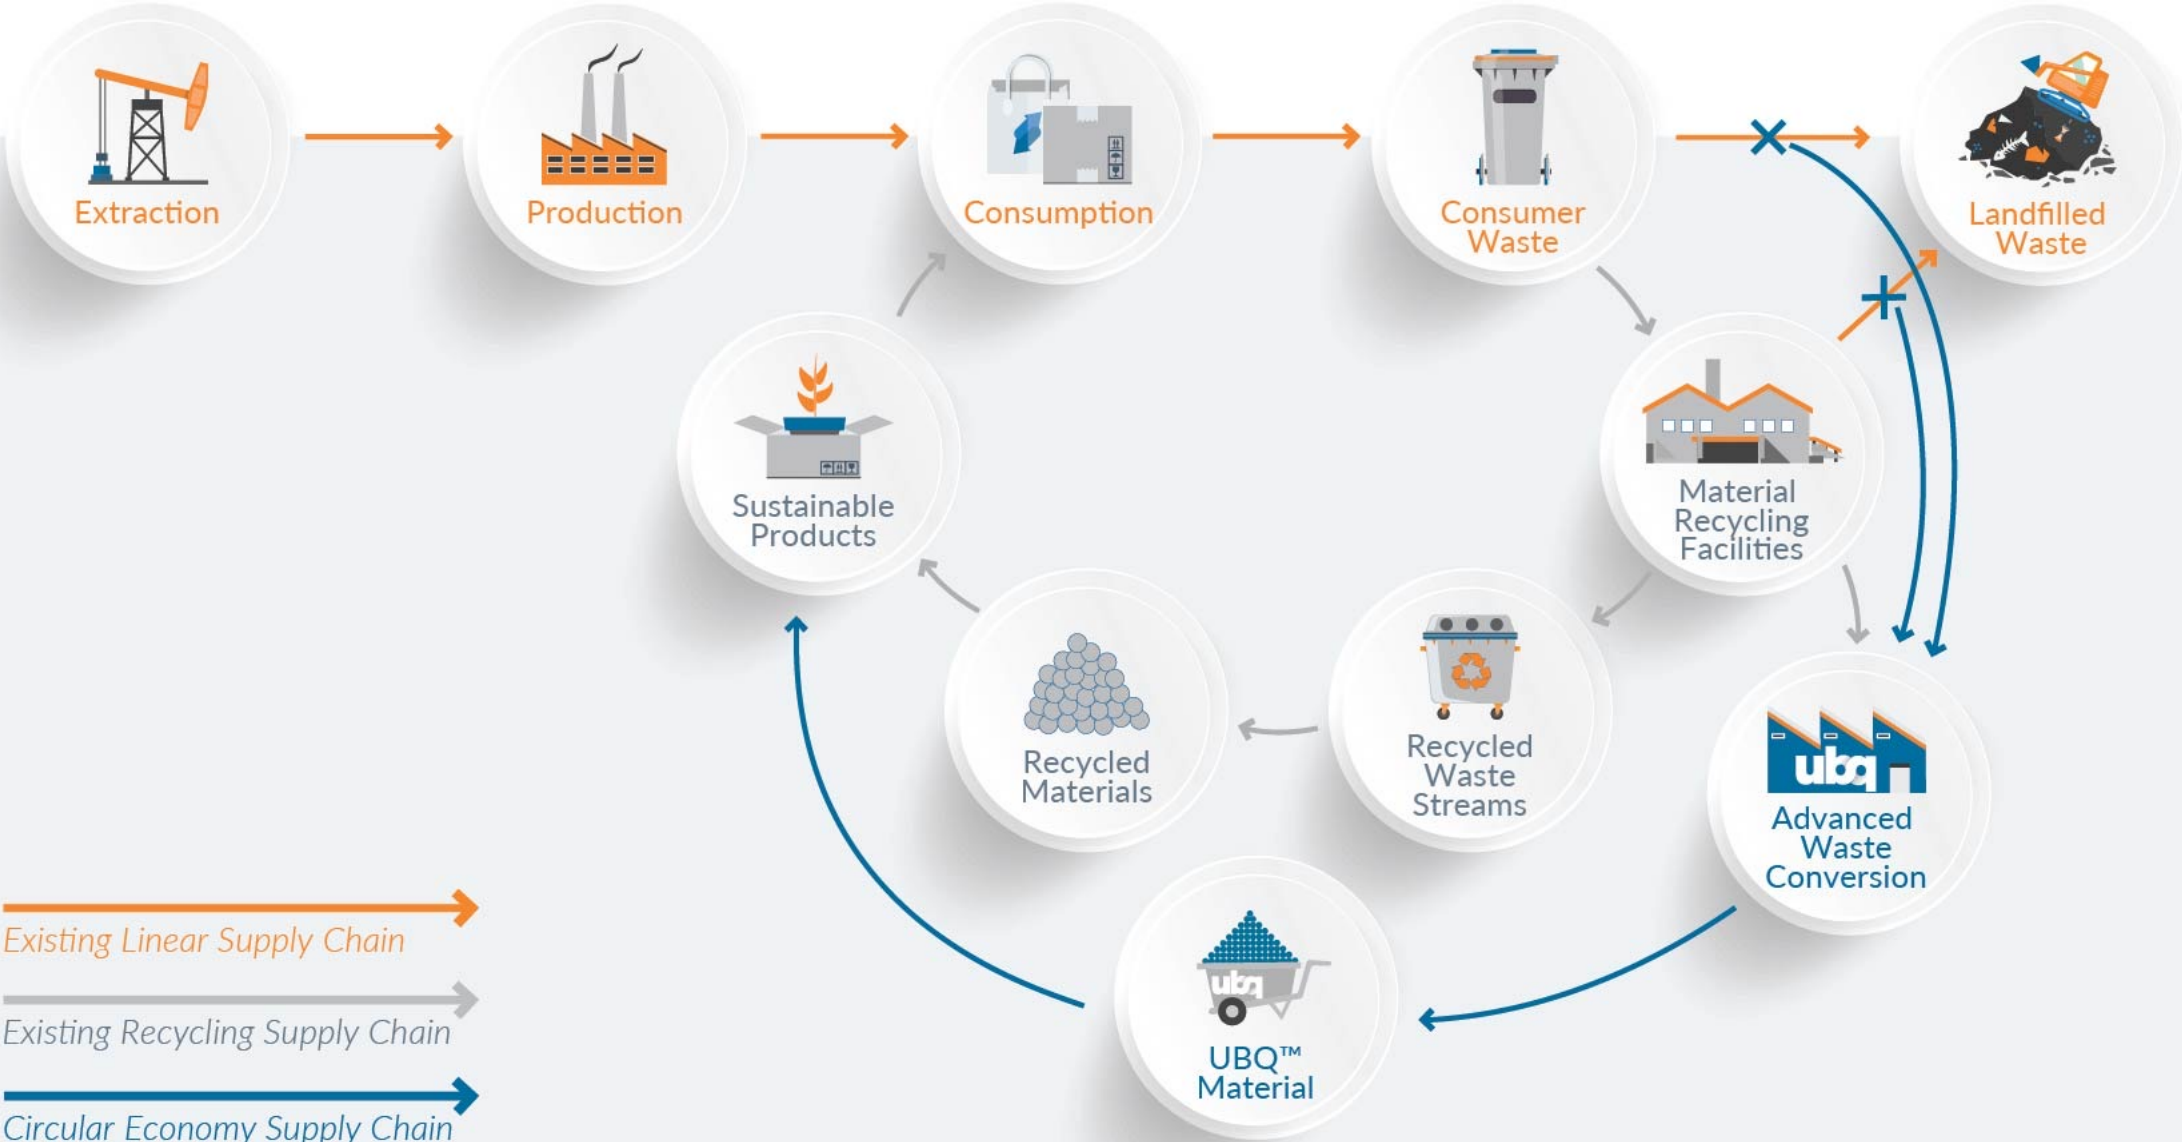 Extraction
Production
Consumption
Consumer
Waste
Landfilled
Waste
Sustainable
Products
Material
Recycling
Facilities
Recycled
Materials
Recycled
Waste
Streams
ubq
Advanced
Waste
Conversion
ubq
UBQ™
Material
Existing Linear Supply Chain
Existing Recycling Supply Chain
Circular Economy Supply Chain